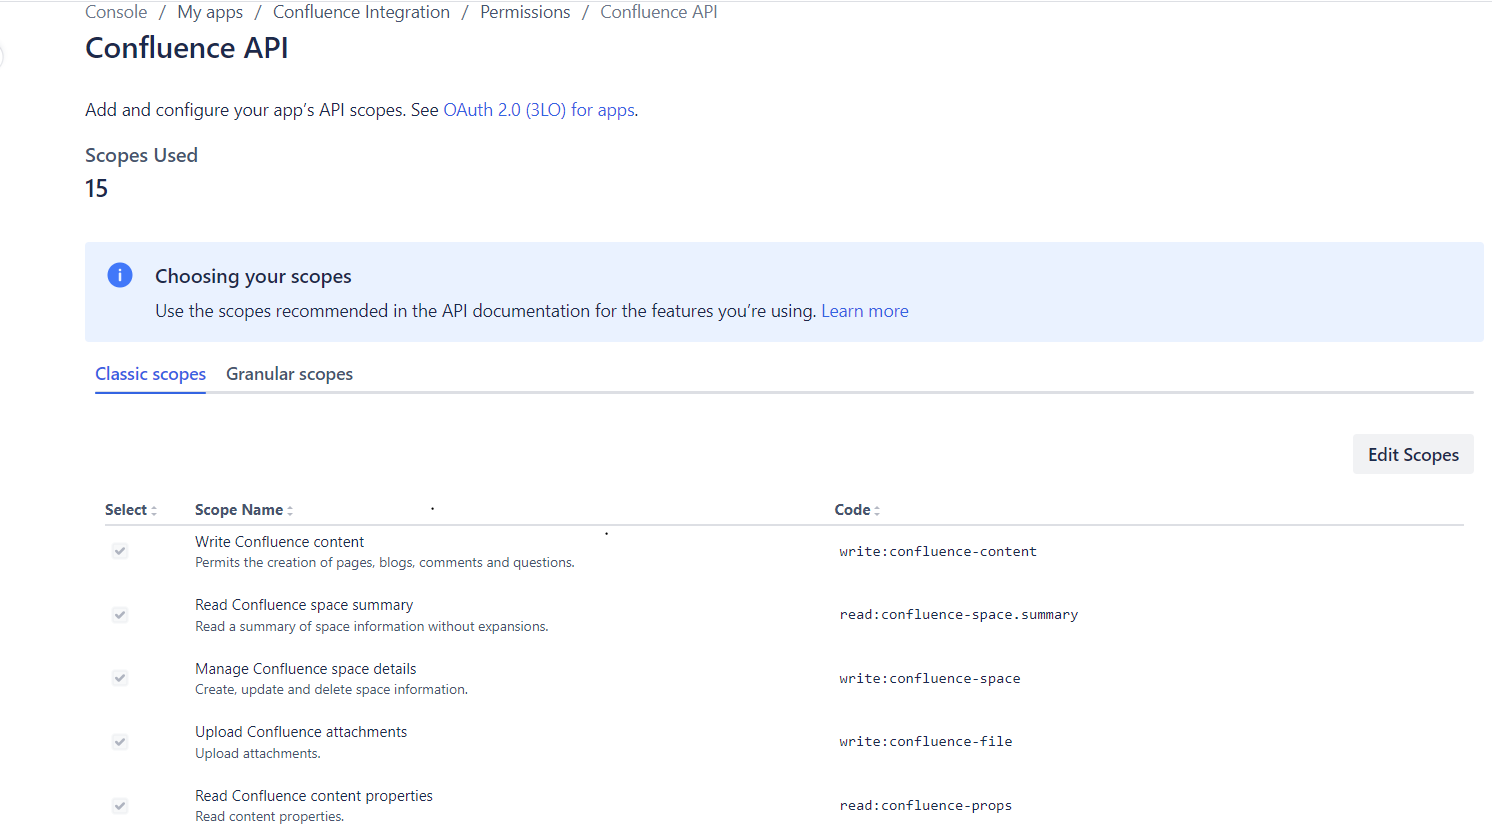 Console / My apps / Confluence Integration / Permissions / Confluence API
Confluence API
Add and configure your app’s API scopes. See OAuth 2.0 (3LO) for apps.
Scopes Used
15
Choosing your scopes
Use the scopes recommended in the API documentation for the features you’re using. Learn more
Classic scopes Granular scopes
Edit Scopes
Select Scope Name Code
Write Confluence content
Permits the creation of pages, blogs, comments and questions.
write:confluence-content
Read Confluence space summary
Read a summary of space information without expansions.
read:confluence-space.summary
Manage Confluence space details
Create, update and delete space information.
write:confluence-space
Upload Confluence attachments
Upload attachments.
write:confluence-file
Read Confluence content properties
Read content properties.
read:confluence-props